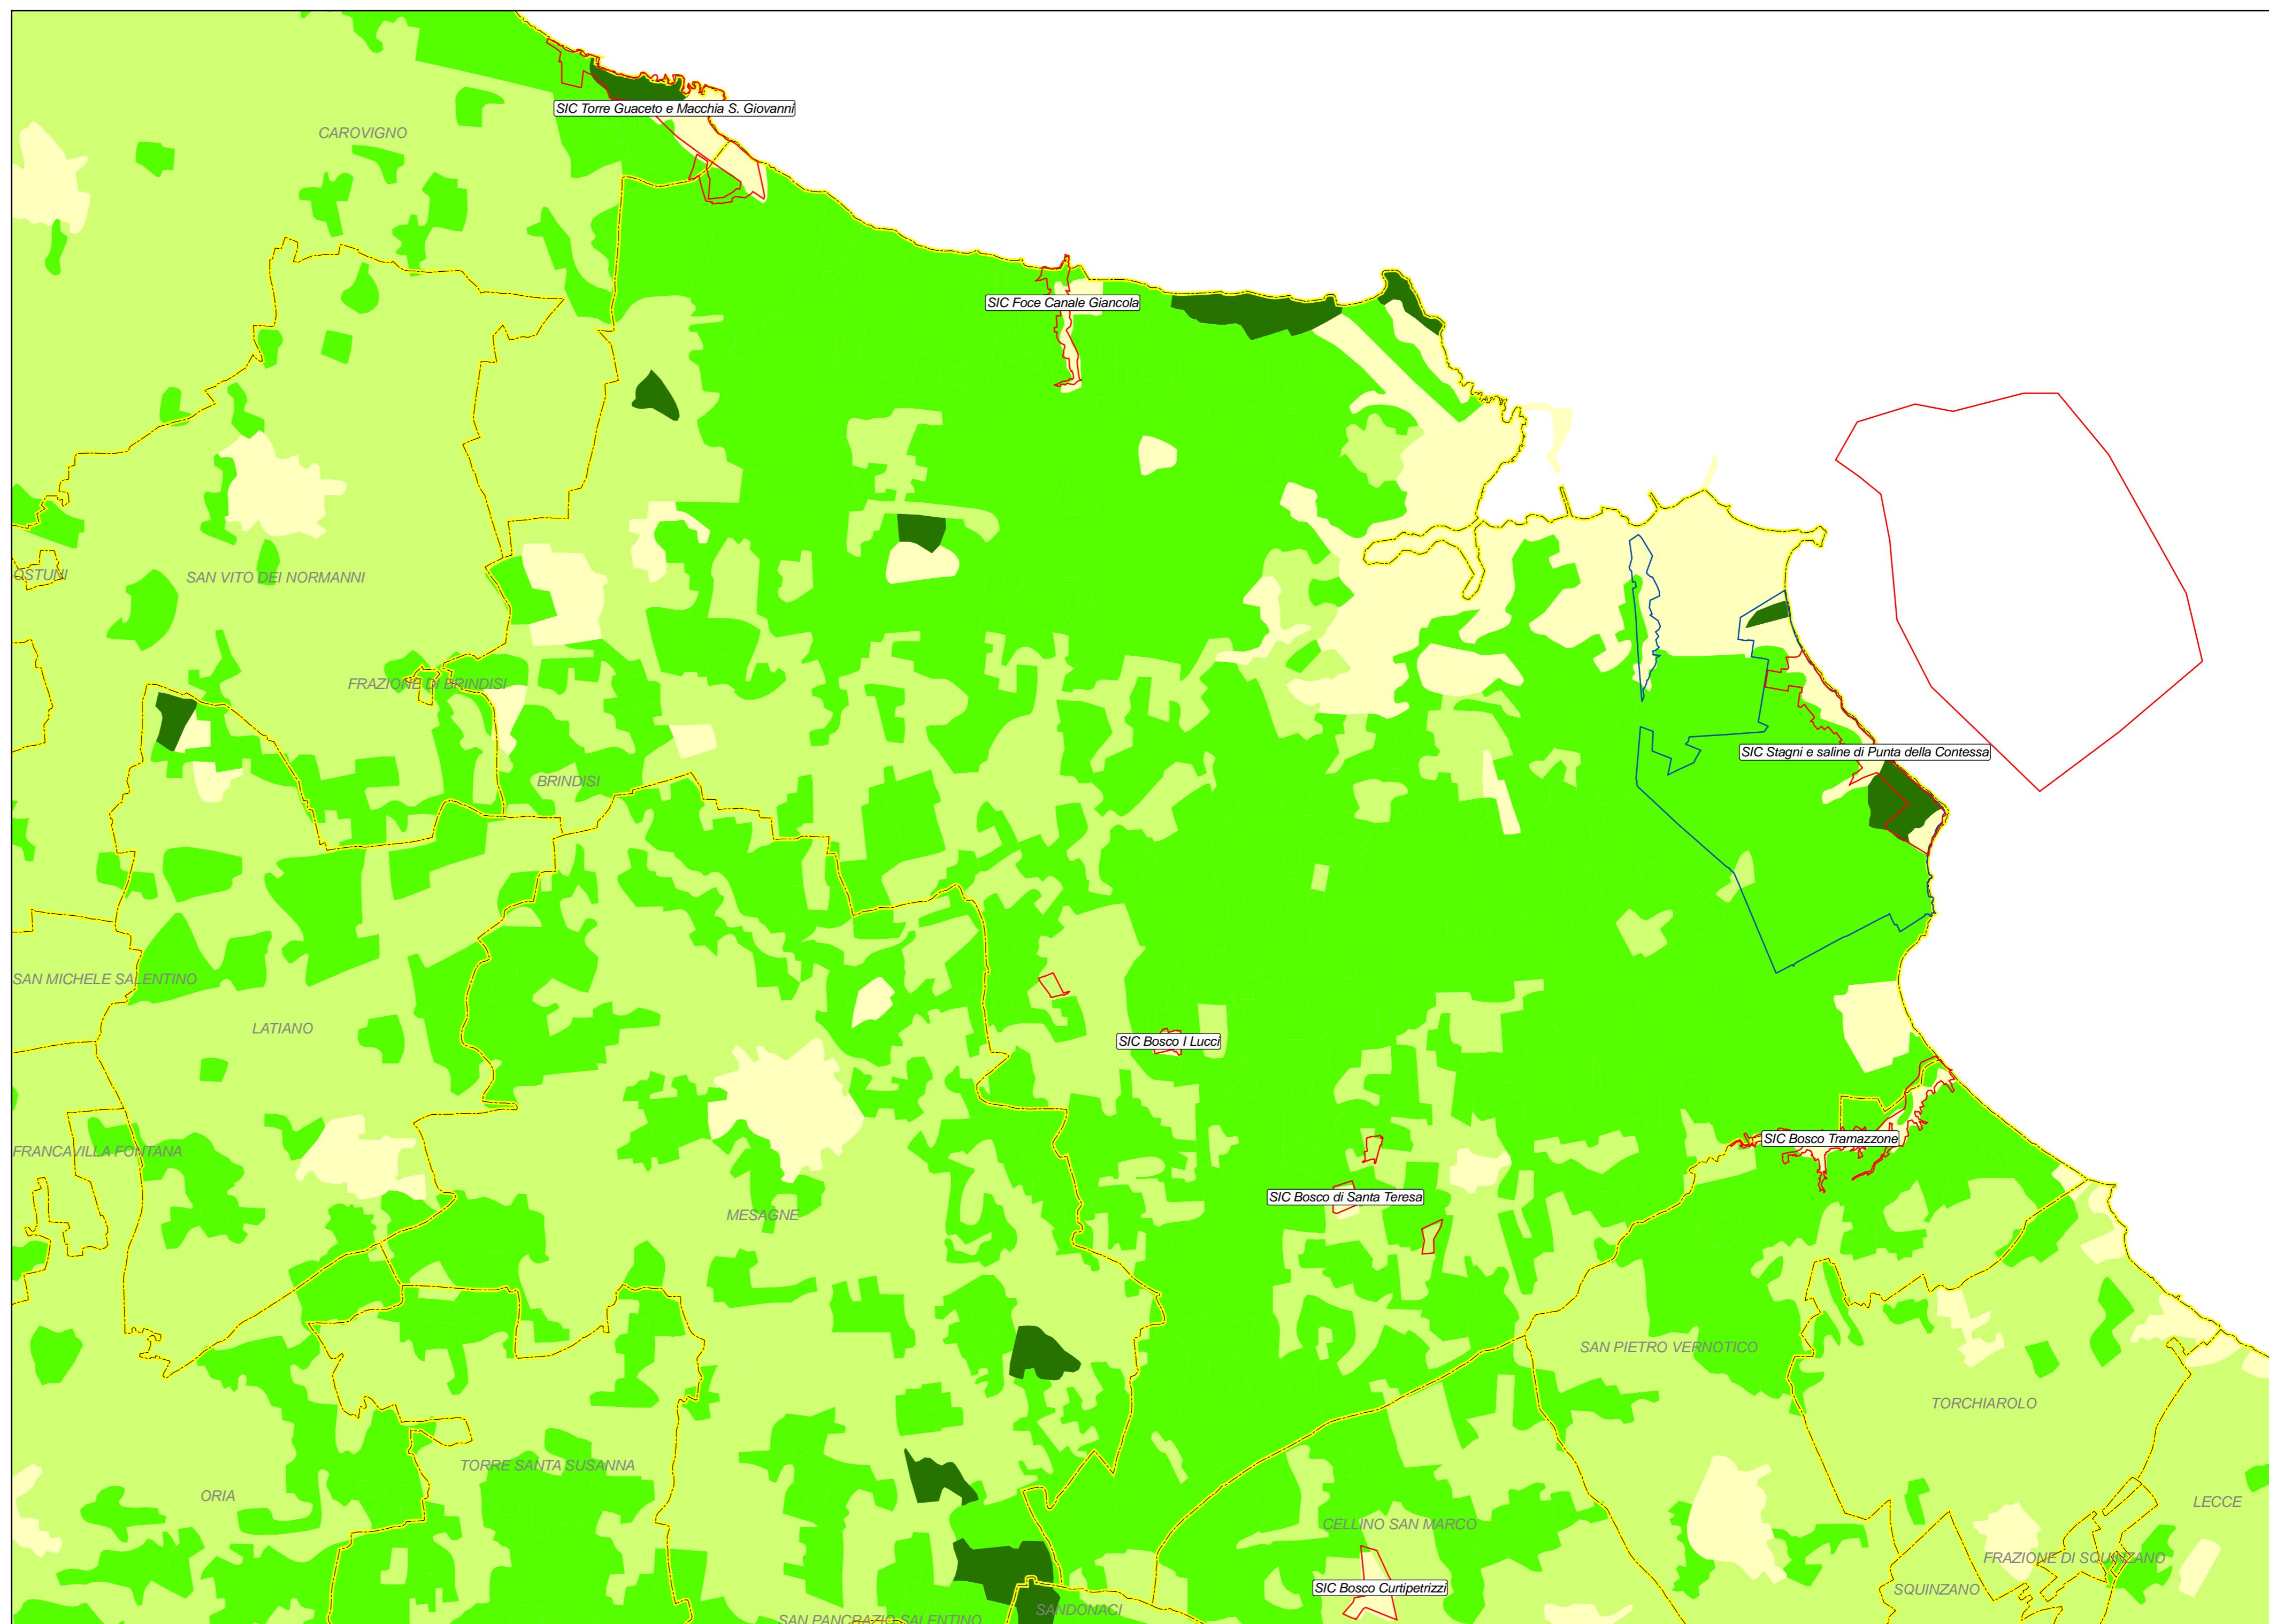 SIC Torre Guaceto e Macchia S. Giovanni
CAROVIGNO
SIC Foce Canale Giancola
OSTUNI
SAN VITO DEI NORMANNI
FRAZIONE DI BRINDISI
SIC Stagni e saline di Punta della Contessa
BRINDISI
SAN MICHELE SALENTINO
LATIANO
SIC Bosco I Lucci
SIC Bosco Tramazzone
FRANCAVILLA FONTANA
SIC Bosco di Santa Teresa
MESAGNE
SAN PIETRO VERNOTICO
TORCHIAROLO
TORRE SANTA SUSANNA
ORIA
LECCE
CELLINO SAN MARCO
FRAZIONE DI SQUINZANO
SIC Bosco Curtipetrizzi
SQUINZANO
SANDONACI
SAN PANCRAZIO SALENTINO